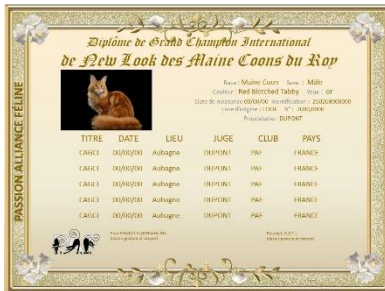 Diplôme de Grand Champion International
de New Look des Maine Coons du Roy
Race : Maine Coon Sexe : Mâle
Couleur : Red Blotched Tabby Yeux : or
Date de naissance 00/00/00 Identification : 250269000000
Livre d'origine : LOOF N° :
Propriétaire: DUPONT
PASSION ALLIANCE FELINE
TITRE DATE LIEU JUGE CLUB PAYS
CAGCI 00/00/00 Aubagne DUPONT PAF FRANCE
CAGCI 00/00/00 Aubagne DUPONT PAF FRANCE
CAGCI 00/00/00 Aubagne DUPONT PAF FRANCE
CAGCI 00/00/00 Aubagne DUPONT PAF FRANCE
CAGCI 00/00/00 Aubagne DUPONT PAF FRANCE